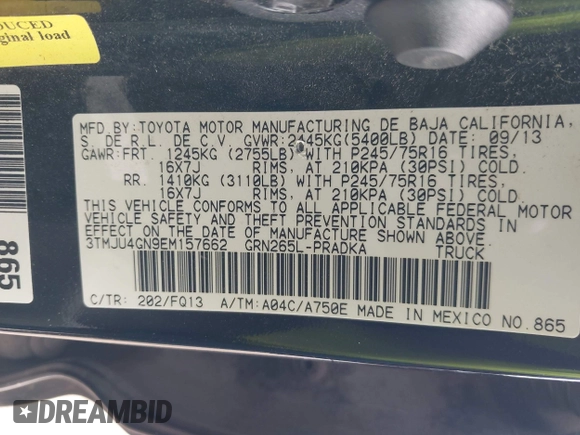 DUCED
ginal load
865
MFD.BY:TOYOTA MOTOR MANUFACTURING DE BAJA CALIFORNIA,
S. DE R.L. DE C.V. GVWR:2445KG(5400LB) DATE: 09/13
GAWR:FRT. 1245KG (2755LB) WITH P245/75R16 TIRES,
16X7J RIMS, AT 210KPA (30PSI) COLD.
RR. 1410KG (3110LB) WITH P245/75R16 TIRES,
16X7J RIMS, AT 210KPA (30PSI) COLD.
THIS VEHICLE CONFORMS TO ALL APPLICABLE FEDERAL MOTOR
VEHICLE SAFETY STANDARDS IN
EFFECT ON THE DATE OF MANUFACTURE SHOWN ABOVE.
3TMJU4GN9EM157662 GRN265L-PRADKA TRUCK
C/TR: 202/FQ13 A/TM:A04C/A750E MADE IN MEXICO NO.865
DREAMBID